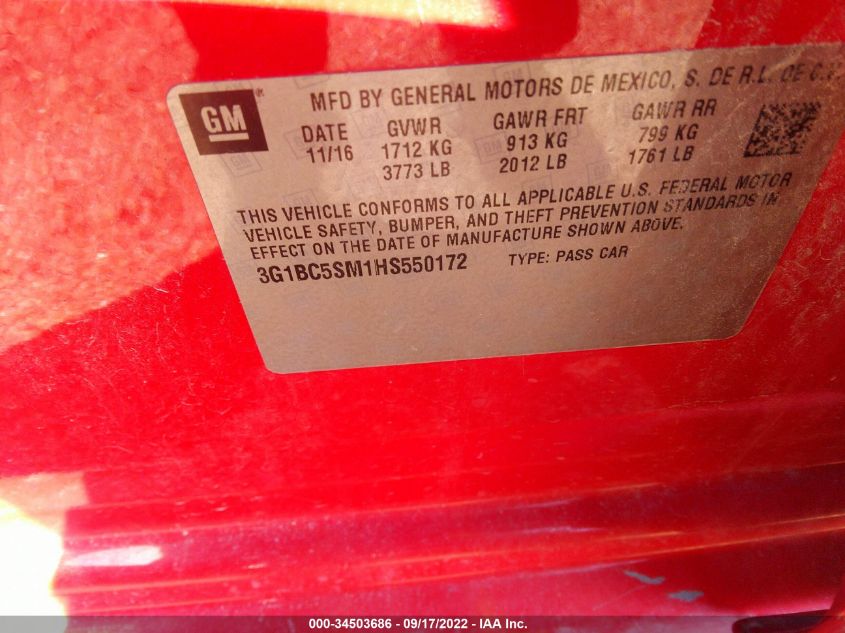 GM
MFD BY GENERAL MOTORS DE MEXICO, S. DE R.L. DE C.V.
DATE GVWR GAWR FRT GAWR RR
11/16 1712 KG 913 KG 799 KG
3773 LB 2012 LB 1761 LB
THIS VEHICLE CONFORMS TO ALL APPLICABLE U.S. FEDERAL MOTOR
VEHICLE SAFETY, BUMPER, AND THEFT PREVENTION STANDARDS IN
EFFECT ON THE DATE OF MANUFACTURE SHOWN ABOVE.
3G1BC5SM1HS550172 TYPE: PASS CAR
000-34503686 - 09/17/2022 - IAA Inc.